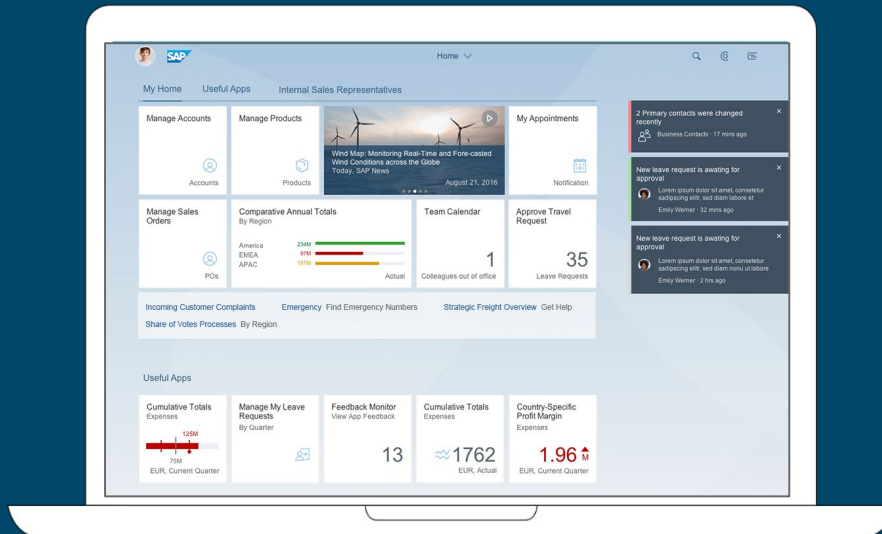 SAP
Home
My Home
Useful Apps
Internal Sales Representatives
Manage Accounts
Accounts
Manage Products
Products
Wind Map: Monitoring Real-Time and Fore-casted
Wind Conditions across the Globe
Today, SAP News
August 21, 2016
My Appointments
Notification
Manage Sales
Orders
POs
Comparative Annual Totals
By Region
America 234M
EMEA 97M
APAC 197M
Actual
Team Calendar
1
Colleagues out of office
Approve Travel
Request
35
Leave Requests
Incoming Customer Complaints
Emergency Find Emergency Numbers
Strategic Freight Overview Get Help
Share of Votes Processes By Region
2 Primary contacts were changed
recently
Business Contacts · 17 mins ago
New leave request is awating for
approval
Lorem ipsum dolor sit amet, consetetur
sadipscing elitr, sed diam labore et
Emily Werner · 32 mins ago
New leave request is awating for
approval
Lorem ipsum dolor sit amet, consetetur
sadipscing elitr, sed diam nonu ut labore
Emily Werner · 2 hrs ago
Useful Apps
Cumulative Totals
Expenses
125M
75M
EUR, Current Quarter
Manage My Leave
Requests
By Quarter
Feedback Monitor
View App Feedback
13
Cumulative Totals
Expenses
1762
EUR, Actual
Country-Specific
Profit Margin
Expenses
1.96 M
EUR, Current Quarter